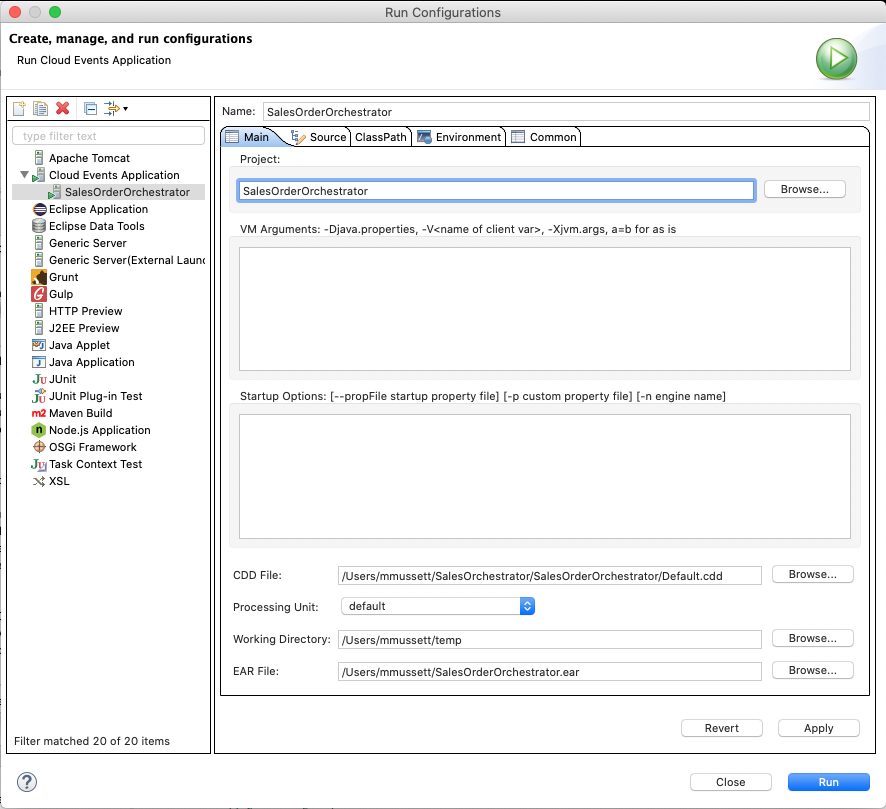 Run Configurations
Create, manage, and run configurations
Run Cloud Events Application
type filter text
Apache Tomcat
Cloud Events Application
SalesOrderOrchestrator
Eclipse Application
Eclipse Data Tools
Generic Server
Generic Server(External Laun
Grunt
Gulp
HTTP Preview
J2EE Preview
Java Applet
Java Application
JUnit
JUnit Plug-in Test
Maven Build
Node.js Application
OSGi Framework
Task Context Test
XSL
Filter matched 20 of 20 items
Name: SalesOrderOrchestrator
Main Source ClassPath Environment Common
Project:
SalesOrderOrchestrator Browse...
VM Arguments: -Djava.properties, -V<name of client var>, -Xjvm.args, a=b for as is
Startup Options: [--propFile startup property file] [-p custom property file] [-n engine name]
CDD File: /Users/mmussett/SalesOrchestrator/SalesOrderOrchestrator/Default.cdd Browse...
Processing Unit: default
Working Directory: /Users/mmussett/temp Browse...
EAR File: /Users/mmussett/SalesOrderOrchestrator.ear Browse...
Revert Apply
? Close Run